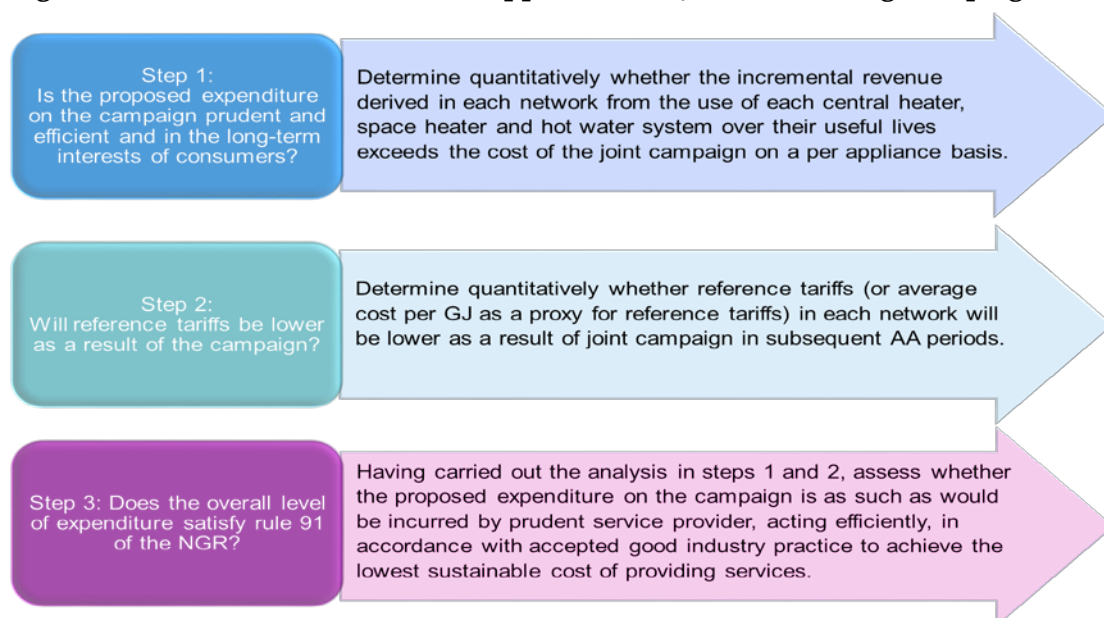 Step 1:
Is the proposed expenditure
on the campaign prudent and
efficient and in the long-term
interests of consumers?
Determine quantitatively whether the incremental revenue
derived in each network from the use of each central heater,
space heater and hot water system over their useful lives
exceeds the cost of the joint campaign on a per appliance basis.
Step 2:
Will reference tariffs be lower
as a result of the campaign?
Determine quantitatively whether reference tariffs (or average
cost per GJ as a proxy for reference tariffs) in each network will
be lower as a result of joint campaign in subsequent AA periods.
Step 3: Does the overall level
of expenditure satisfy rule 91
of the NGR?
Having carried out the analysis in steps 1 and 2, assess whether
the proposed expenditure on the campaign is as such as would
be incurred by prudent service provider, acting efficiently, in
accordance with accepted good industry practice to achieve the
lowest sustainable cost of providing services.